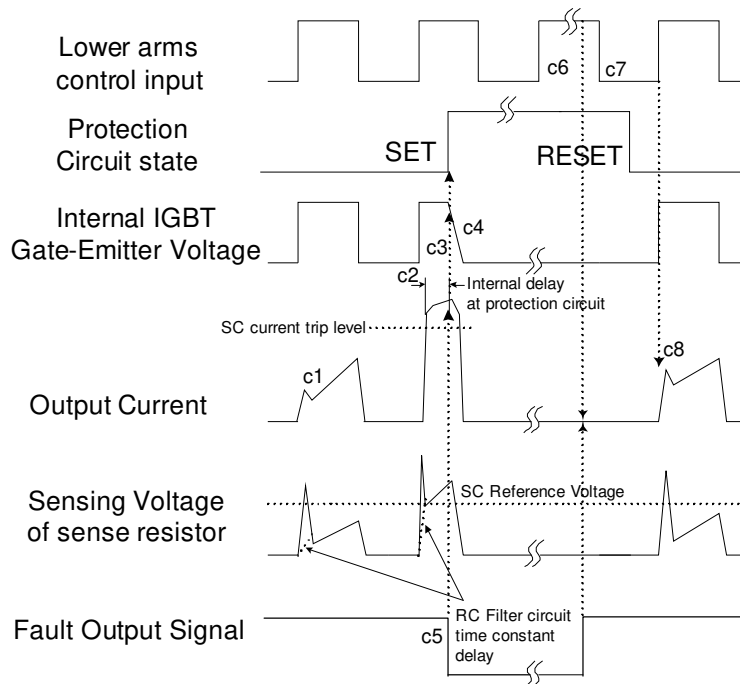 Lower arms
control input
c6
c7
Protection
Circuit state
SET
RESET
Internal IGBT
Gate-Emitter Voltage
c4
c3
c2
Internal delay
at protection circuit
SC current trip level
c8
c1
Output Current
Sensing Voltage
of sense resistor
SC Reference Voltage
Fault Output Signal
c5
RC Filter circuit
time constant
delay